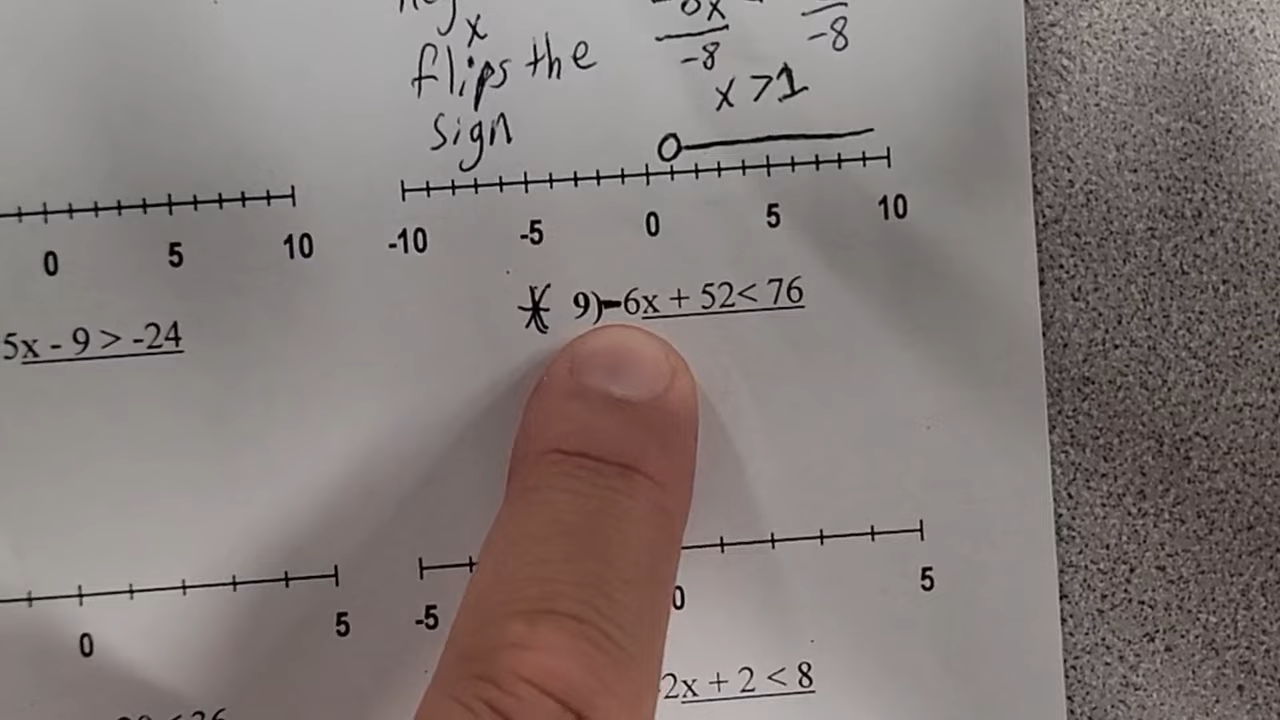 x
flips the
sign
-8
-8
x >1
0 5 10
-10 -5 0 5 10
5x - 9 > -24
* 9)-6x + 52< 76
0 5
-5 0 5
2x + 2 < 8